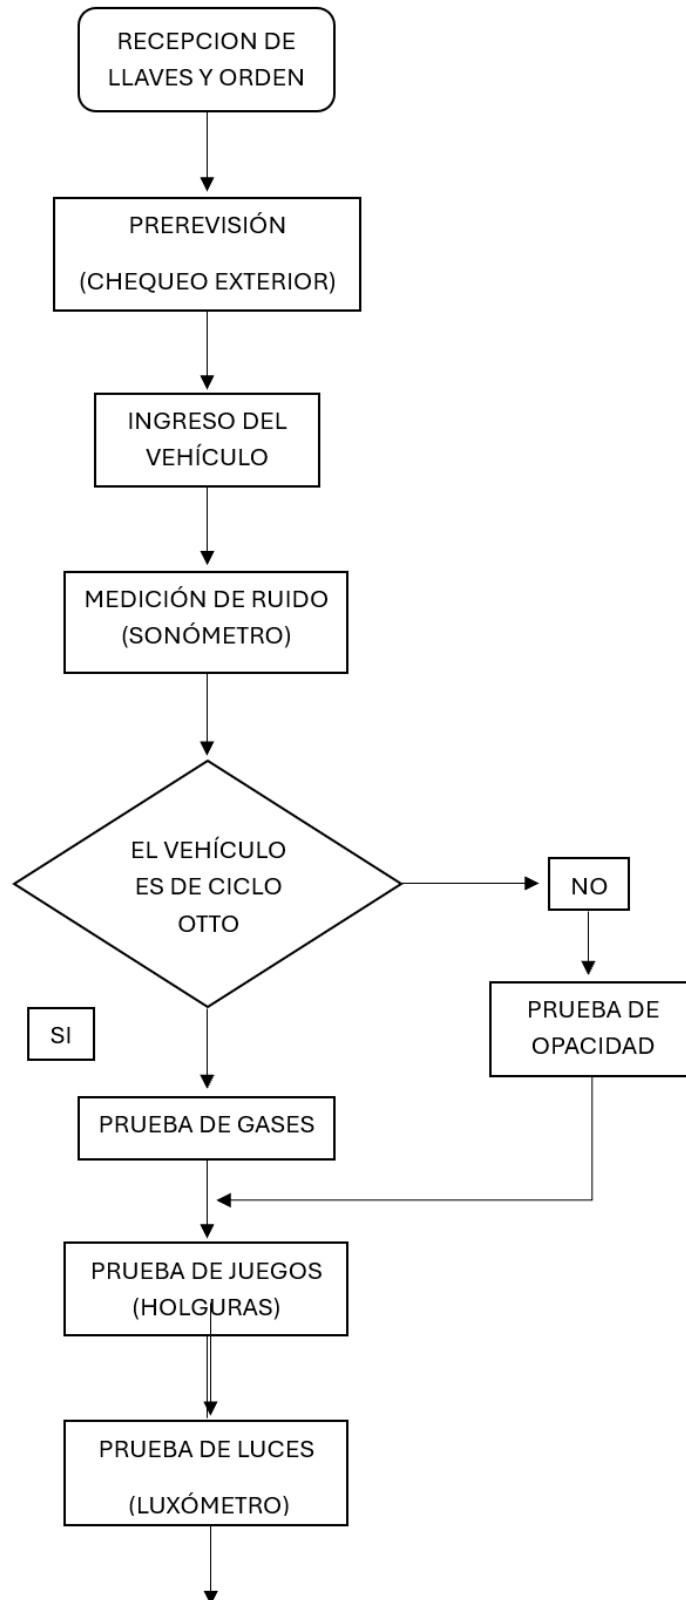 RECEPCION DE
LLAVES Y ORDEN
PREREVISIÓN
(CHEQUEO EXTERIOR)
INGRESO DEL
VEHÍCULO
MEDICIÓN DE RUIDO
(SONÓMETRO)
EL VEHÍCULO
ES DE CICLO
OTTO
NO
PRUEBA DE
OPACIDAD
SI
PRUEBA DE GASES
PRUEBA DE JUEGOS
(HOLGURAS)
PRUEBA DE LUCES
(LUXÓMETRO)